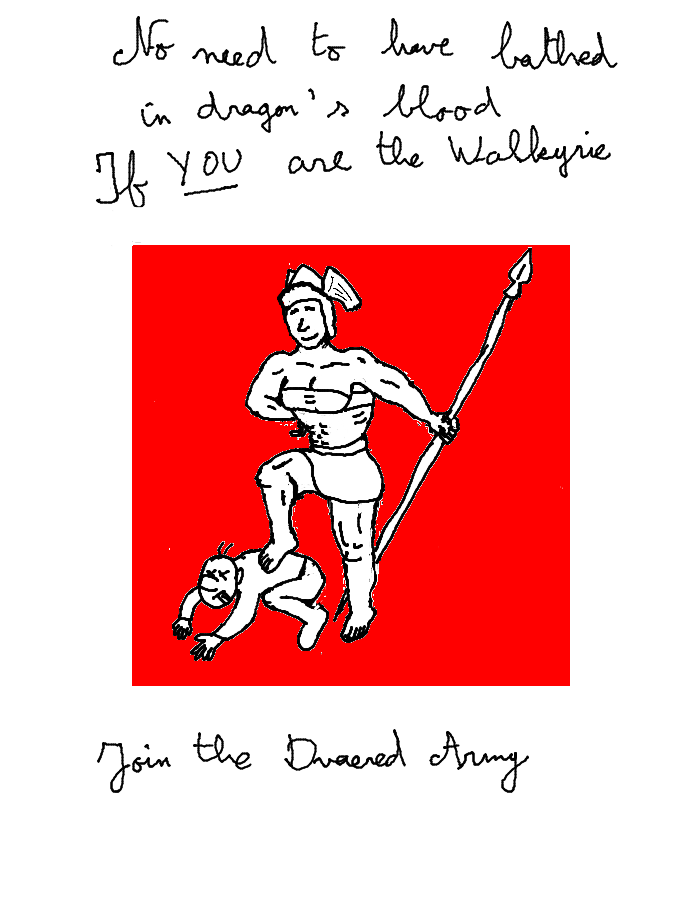 No need to have bathed
in dragon's blood
If YOU are the Walkyrie
Join the Dvaered Army